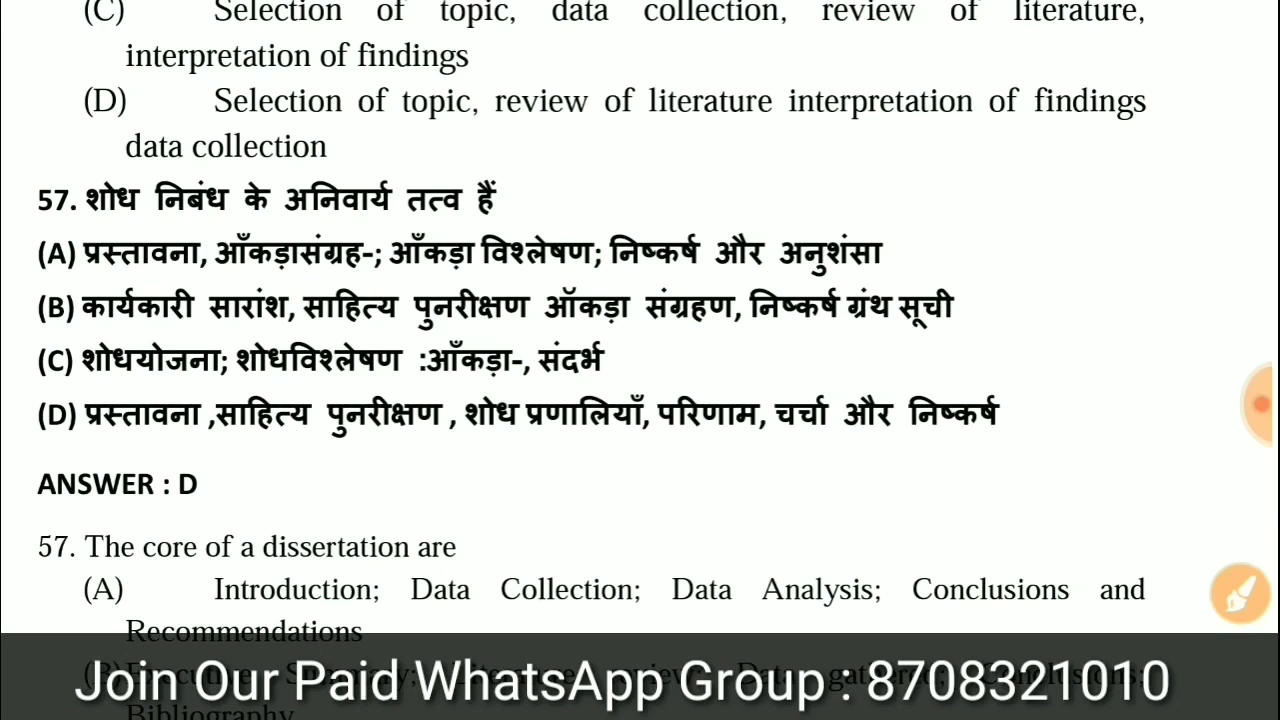 (C) Selection of topic, data collection, review of literature,
interpretation of findings
(D) Selection of topic, review of literature interpretation of findings
data collection
57. शोध निबंध के अनिवार्य तत्व हैं
(A) प्रस्तावना, आँकड़ासंग्रह-; आँकड़ा विश्लेषण; निष्कर्ष और अनुशंसा
(B) कार्यकारी सारांश, साहित्य पुनरीक्षण ऑकड़ा संग्रहण, निष्कर्ष ग्रंथ सूची
(C) शोधयोजना; शोधविश्लेषण :आँकड़ा-, संदर्भ
(D) प्रस्तावना ,साहित्य पुनरीक्षण , शोध प्रणालियाँ, परिणाम, चर्चा और निष्कर्ष
ANSWER : D
57. The core of a dissertation are
(A) Introduction; Data Collection; Data Analysis; Conclusions and
Recommendations
(B) Executive review; Data
Join Our Paid WhatsApp Group : 8708321010
Bibliography